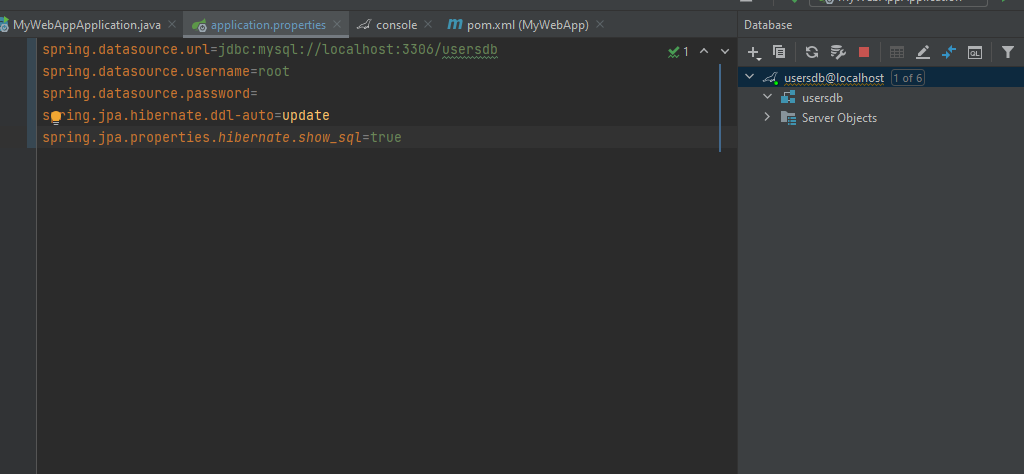 MyWebAppApplication.java application.properties console pom.xml (MyWebApp) Database
spring.datasource.url=jdbc:mysql://localhost:3306/usersdb
1
spring.datasource.username=root
spring.datasource.password=
spring.jpa.hibernate.ddl-auto=update
spring.jpa.properties.hibernate.show_sql=true
QL
usersdb@localhost 1 of 6
usersdb
Server Objects